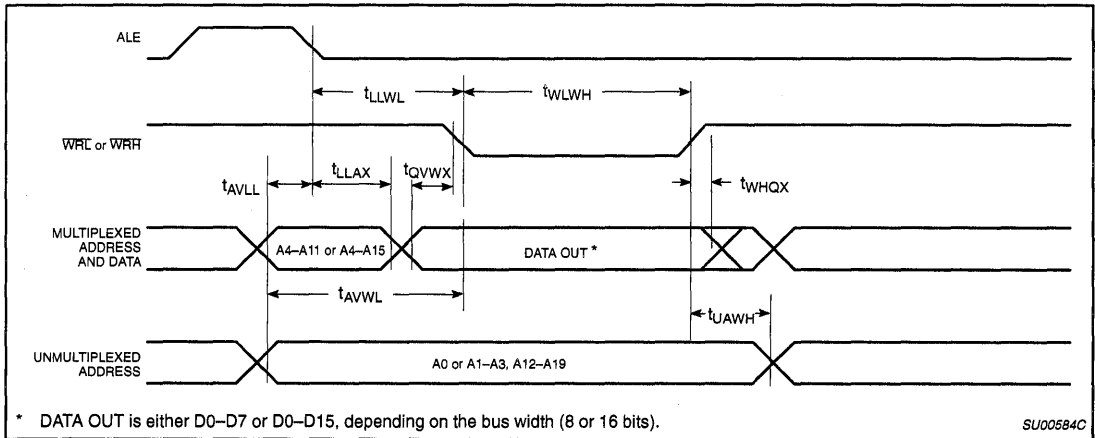 ALE
tLLWL
tWLWH
WRL or WRH
tAVLL
tLLAX
tQVWX
tWHQX
MULTIPLEXED
ADDRESS
AND DATA
A4–A11 or A4–A15
DATA OUT *
tAVWL
tUAWH
UNMULTIPLEXED
ADDRESS
A0 or A1–A3, A12–A19
* DATA OUT is either D0–D7 or D0–D15, depending on the bus width (8 or 16 bits).
SU00584C